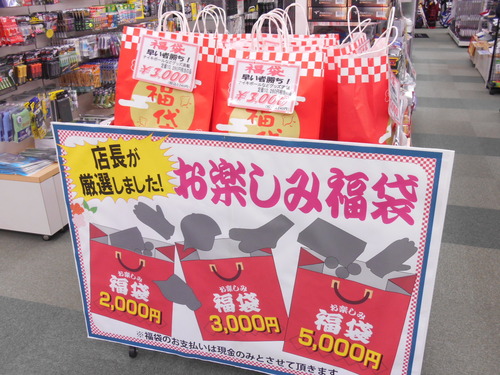 福袋
早い者勝ち!
¥3,000
福袋
福袋
早い者勝ち!
¥3,000
福袋
店長が
厳選しました!
お楽しみ福袋
お楽しみ
福袋
2,000円
お楽しみ
福袋
3,000円
お楽しみ
福袋
5,000円
※福袋のお支払いは現金のみとさせて頂きます